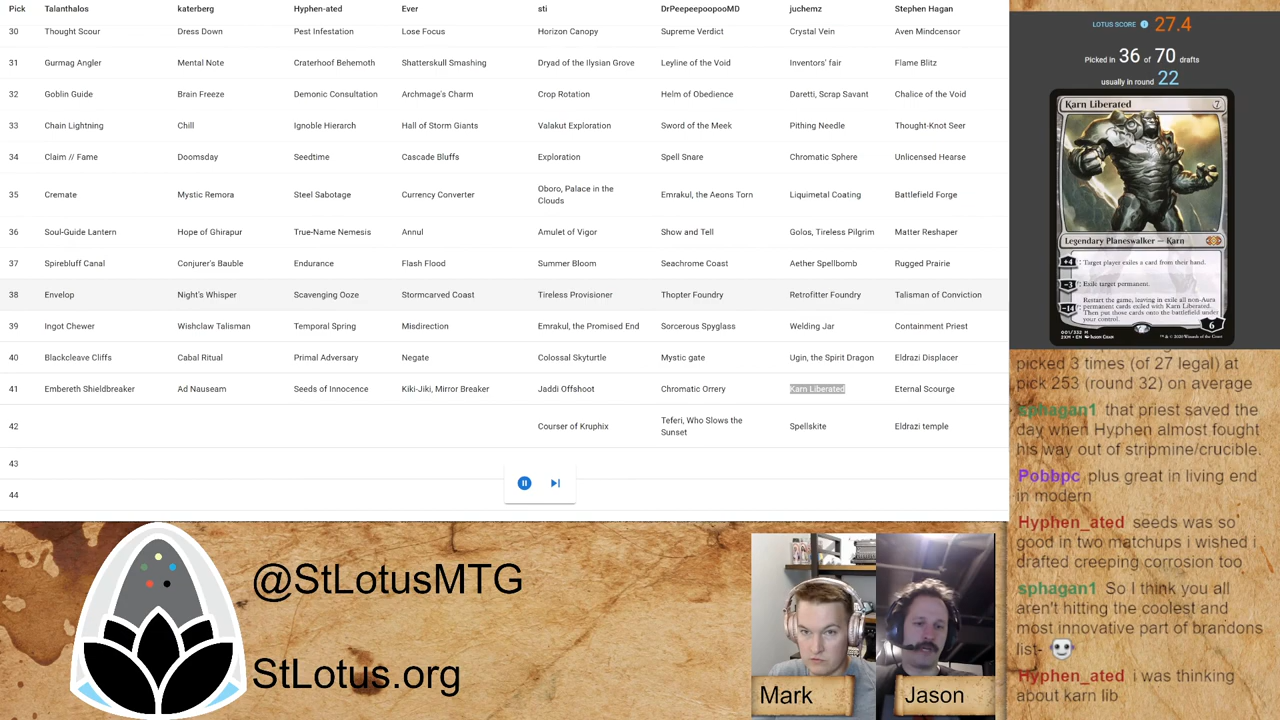 Pick Talanthalos katerberg Hyphen-ated Ever sti DrPeepeepoopooMD juchemz Stephen Hagan
30 Thought Scour Dress Down Pest Infestation Lose Focus Horizon Canopy Supreme Verdict Crystal Vein Aven Mindcensor
31 Gurmag Angler Mental Note Craterhoof Behemoth Shatterskull Smashing Dryad of the Ilysian Grove Leyline of the Void Inventors' fair Flame Blitz
32 Goblin Guide Brain Freeze Demonic Consultation Archmage's Charm Crop Rotation Helm of Obedience Daretti, Scrap Savant Chalice of the Void
33 Chain Lightning Chill Ignoble Hierarch Hall of Storm Giants Valakut Exploration Sword of the Meek Pithing Needle Thought-Knot Seer
34 Claim // Fame Doomsday Seedtime Cascade Bluffs Exploration Spell Snare Chromatic Sphere Unlicensed Hearse
35 Cremate Mystic Remora Steel Sabotage Currency Converter Oboro, Palace in the Clouds Emrakul, the Aeons Torn Liquimetal Coating Battlefield Forge
36 Soul-Guide Lantern Hope of Ghirapur True-Name Nemesis Annul Amulet of Vigor Show and Tell Golos, Tireless Pilgrim Matter Reshaper
37 Spirebluff Canal Conjurer's Bauble Endurance Flash Flood Summer Bloom Seachrome Coast Aether Spellbomb Rugged Prairie
38 Envelop Night's Whisper Scavenging Ooze Stormcarved Coast Tireless Provisioner Thopter Foundry Retrofitter Foundry Talisman of Conviction
39 Ingot Chewer Wishclaw Talisman Temporal Spring Misdirection Emrakul, the Promised End Sorcerous Spyglass Welding Jar Containment Priest
40 Blackcleave Cliffs Cabal Ritual Primal Adversary Negate Colossal Skyturtle Mystic gate Ugin, the Spirit Dragon Eldrazi Displacer
41 Embereth Shieldbreaker Ad Nauseam Seeds of Innocence Kiki-Jiki, Mirror Breaker Jaddi Offshoot Chromatic Orrery Karn Liberated Eternal Scourge
42 Courser of Kruphix Teferi, Who Slows the Sunset Spellskite Eldrazi temple
43
44
LOTUS SCORE 27.4
Picked in 36 of 70 drafts
usually in round 22
Karn Liberated 7
Legendary Planeswalker — Karn
+4: Target player exiles a card from their hand.
-3: Exile target permanent.
-14: Restart the game, leaving in exile all non-Aura
permanent cards exiled with Karn Liberated.
Then put those cards onto the battlefield under
your control.
6
picked 3 times (of 27 legal) at
pick 253 (round 32) on average
sphagan1 that priest saved the
day when Hyphen almost fought
his way out of stripmine/crucible.
Pobbpc plus great in living end
in modern
Hyphen_ated seeds was so
good in two matchups i wished i
drafted creeping corrosion too
sphagan1 So I think you all
aren't hitting the coolest and
most innovative part of brandons
list-
Hyphen_ated i was thinking
about karn lib
@StLotusMTG
StLotus.org
Mark
Jason